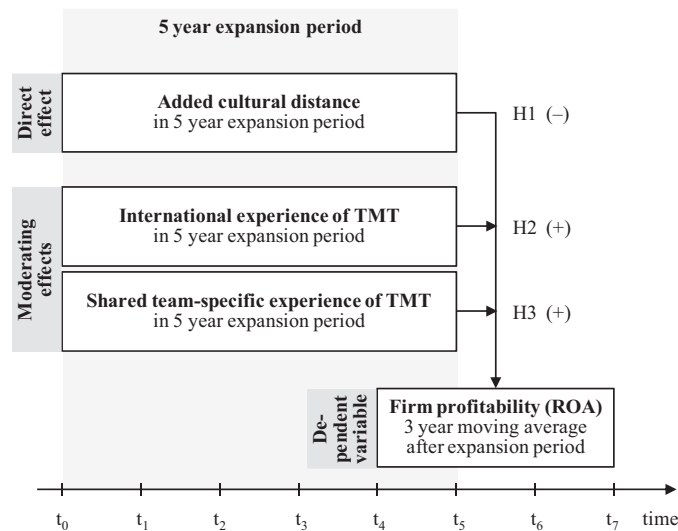 5 year expansion period
Direct
effect
Added cultural distance
in 5 year expansion period
H1 (–)
Moderating
effects
International experience of TMT
in 5 year expansion period
H2 (+)
Shared team-specific experience of TMT
in 5 year expansion period
H3 (+)
De-
pendent
variable
Firm profitability (ROA)
3 year moving average
after expansion period
t0 t1 t2 t3 t4 t5 t6 t7 time